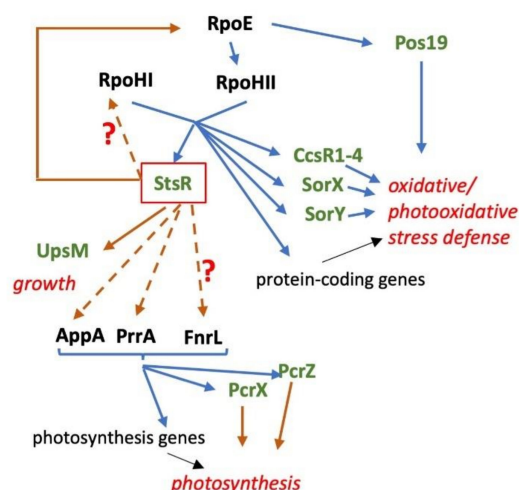 RpoE
Pos19
RpoHI
RpoHII
?
CcsR1-4
StsR
SorX
oxidative/
SorY
photooxidative
stress defense
UpsM
growth
?
protein-coding genes
AppA PrrA FnrL
PcrZ
PcrX
photosynthesis genes
photosynthesis